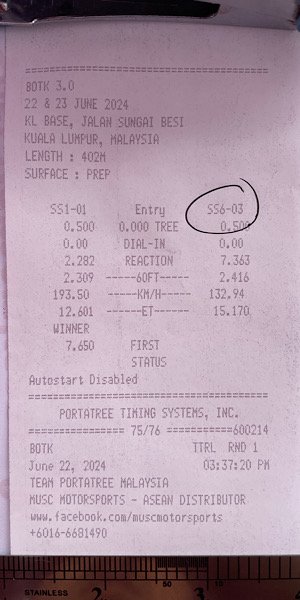 ==========================================
BOTK 3.0
22 & 23 JUNE 2024
KL BASE, JALAN SUNGAI BESI
KUALA LUMPUR, MALAYSIA
LENGTH : 402M
SURFACE : PREP
SS1-01 Entry SS6-03
0.500 0.000 TREE 0.500
0.00 DIAL-IN 0.00
2.282 REACTION 7.363
2.309 -----60FT----- 2.416
193.50 -----KM/H----- 132.94
12.601 ------ET------ 15.170
WINNER
7.650 FIRST
STATUS
Autostart Disabled
==========================================
PORTATREE TIMING SYSTEMS, INC.
================ 75/76 ===========600214
BOTK TTRL RND 1
June 22, 2024 03:37:20 PM
TEAM PORTATREE MALAYSIA
MUSC MOTORSPORTS - ASEAN DISTRIBUTOR
www.facebook.com/muscmotorsports
+6016-6681490
STAINLESS 2 50 3